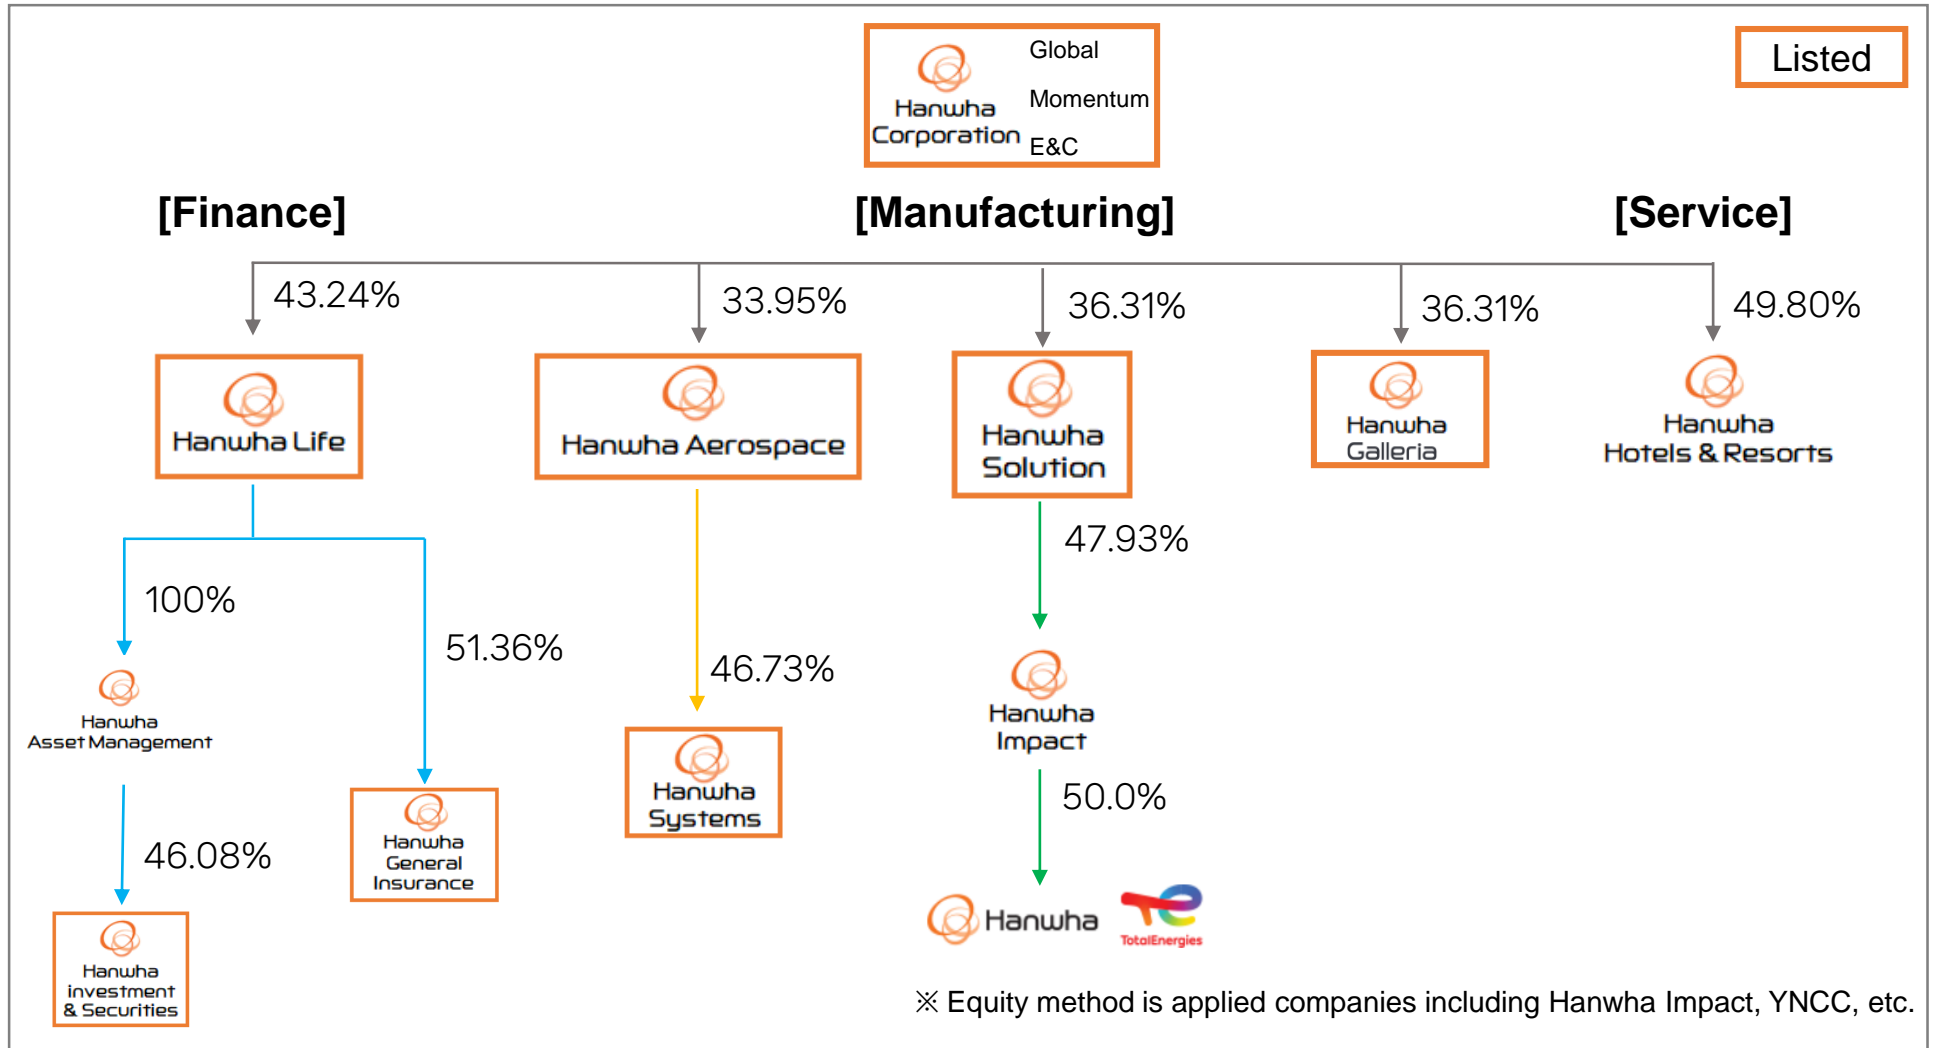 Hanwha
Corporation
Global
Momentum
E&C
Listed
[Finance]
[Manufacturing]
[Service]
43.24%
33.95%
36.31%
36.31%
49.80%
Hanwha Life
Hanwha Aerospace
Hanwha
Solution
Hanwha
Galleria
Hanwha
Hotels & Resorts
100%
51.36%
46.73%
47.93%
Hanwha
Asset Management
Hanwha
Impact
Hanwha
Systems
46.08%
Hanwha
General
Insurance
50.0%
Hanwha
investment
& Securities
Hanwha
TotalEnergies
※ Equity method is applied companies including Hanwha Impact, YNCC, etc.